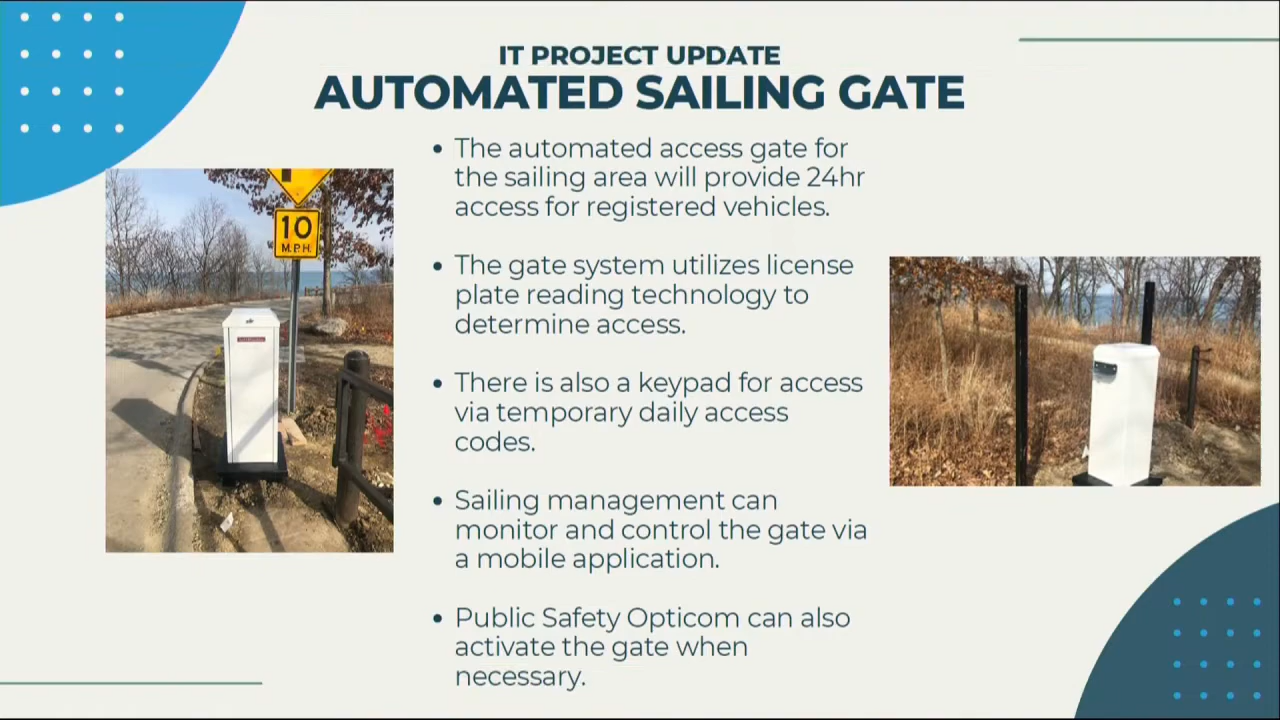 IT PROJECT UPDATE
AUTOMATED SAILING GATE
• The automated access gate for
the sailing area will provide 24hr
access for registered vehicles.
• The gate system utilizes license
plate reading technology to
determine access.
• There is also a keypad for access
via temporary daily access
codes.
• Sailing management can
monitor and control the gate via
a mobile application.
• Public Safety Opticom can also
activate the gate when
necessary.
10
M.P.H.